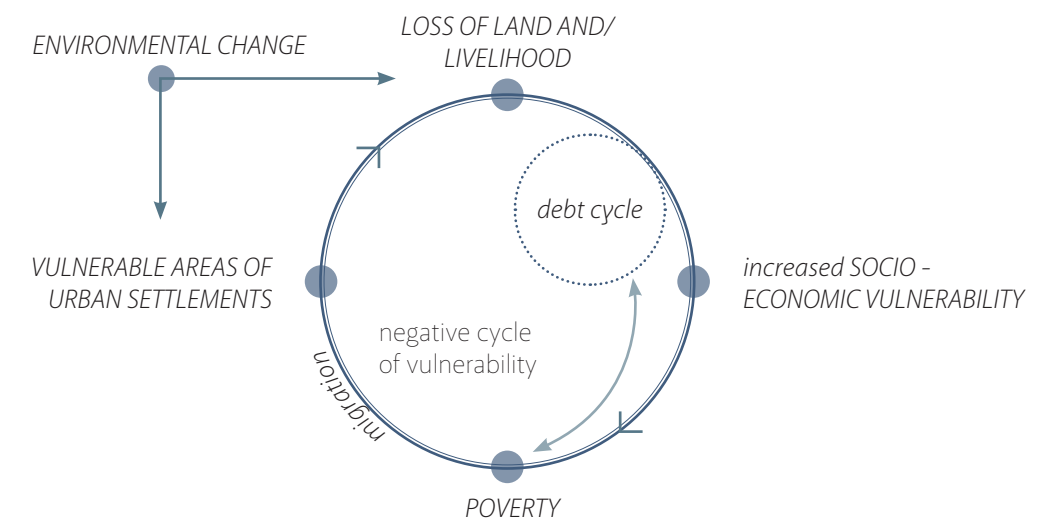 ENVIRONMENTAL CHANGE
LOSS OF LAND AND/
LIVELIHOOD
debt cycle
VULNERABLE AREAS OF
URBAN SETTLEMENTS
increased SOCIO -
ECONOMIC VULNERABILITY
negative cycle
of vulnerability
migration
POVERTY